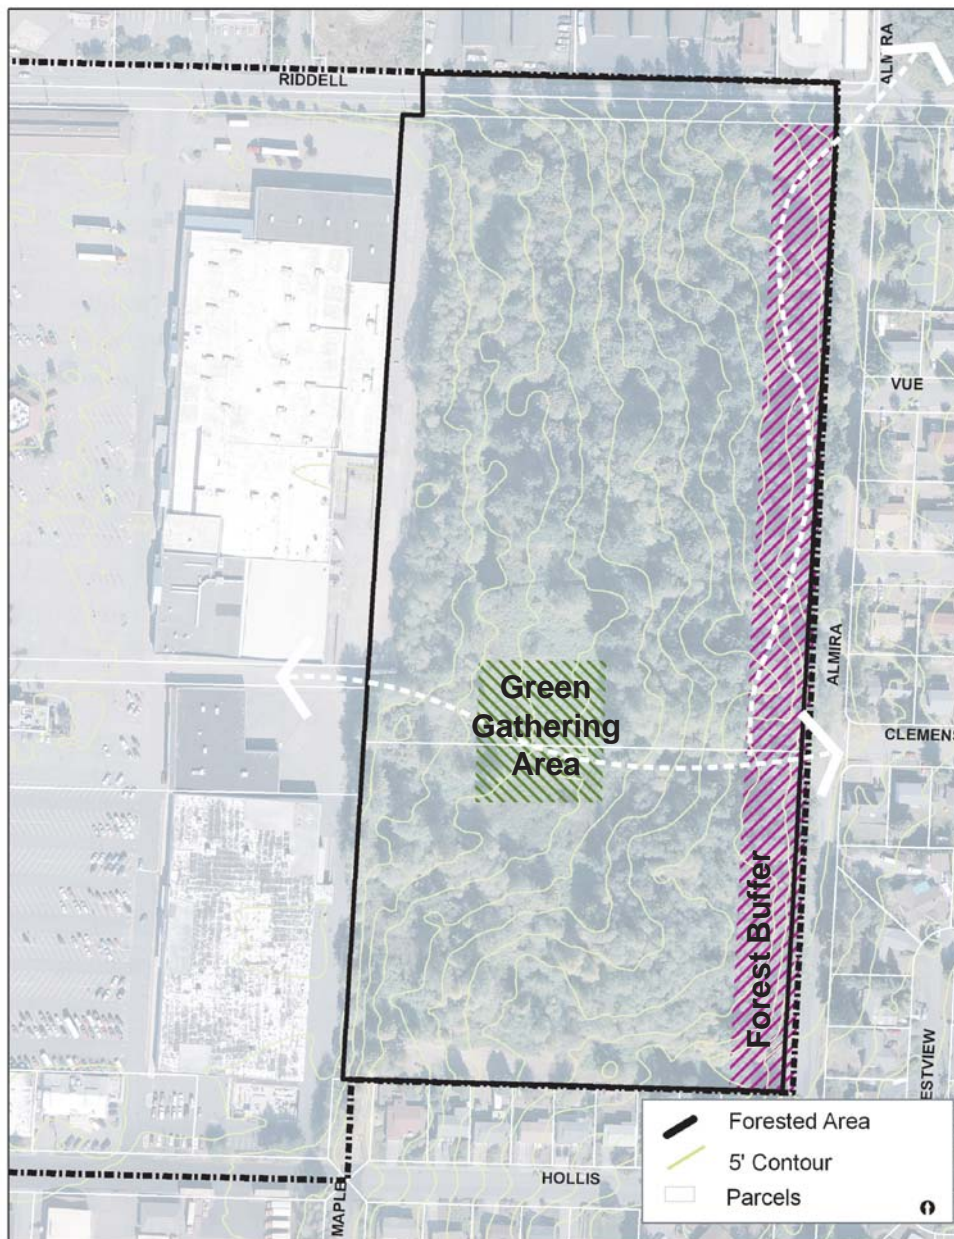 RIDDELL
ALMIRA
VUE
ALMIRA
CLEMENS
Green
Gathering
Area
Forest Buffer
ESTVIEW
HOLLIS
MAPLE
Forested Area
5' Contour
Parcels